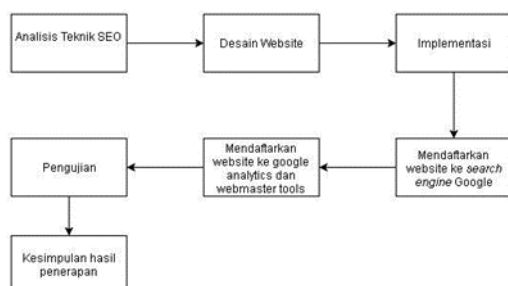 Analisis Teknik SEO
Desain Website
Implementasi
Mendaftarkan
website ke search
engine Google
Mendaftarkan
website ke google
analytics dan
webmaster tools
Pengujian
Kesimpulan hasil
penerapan